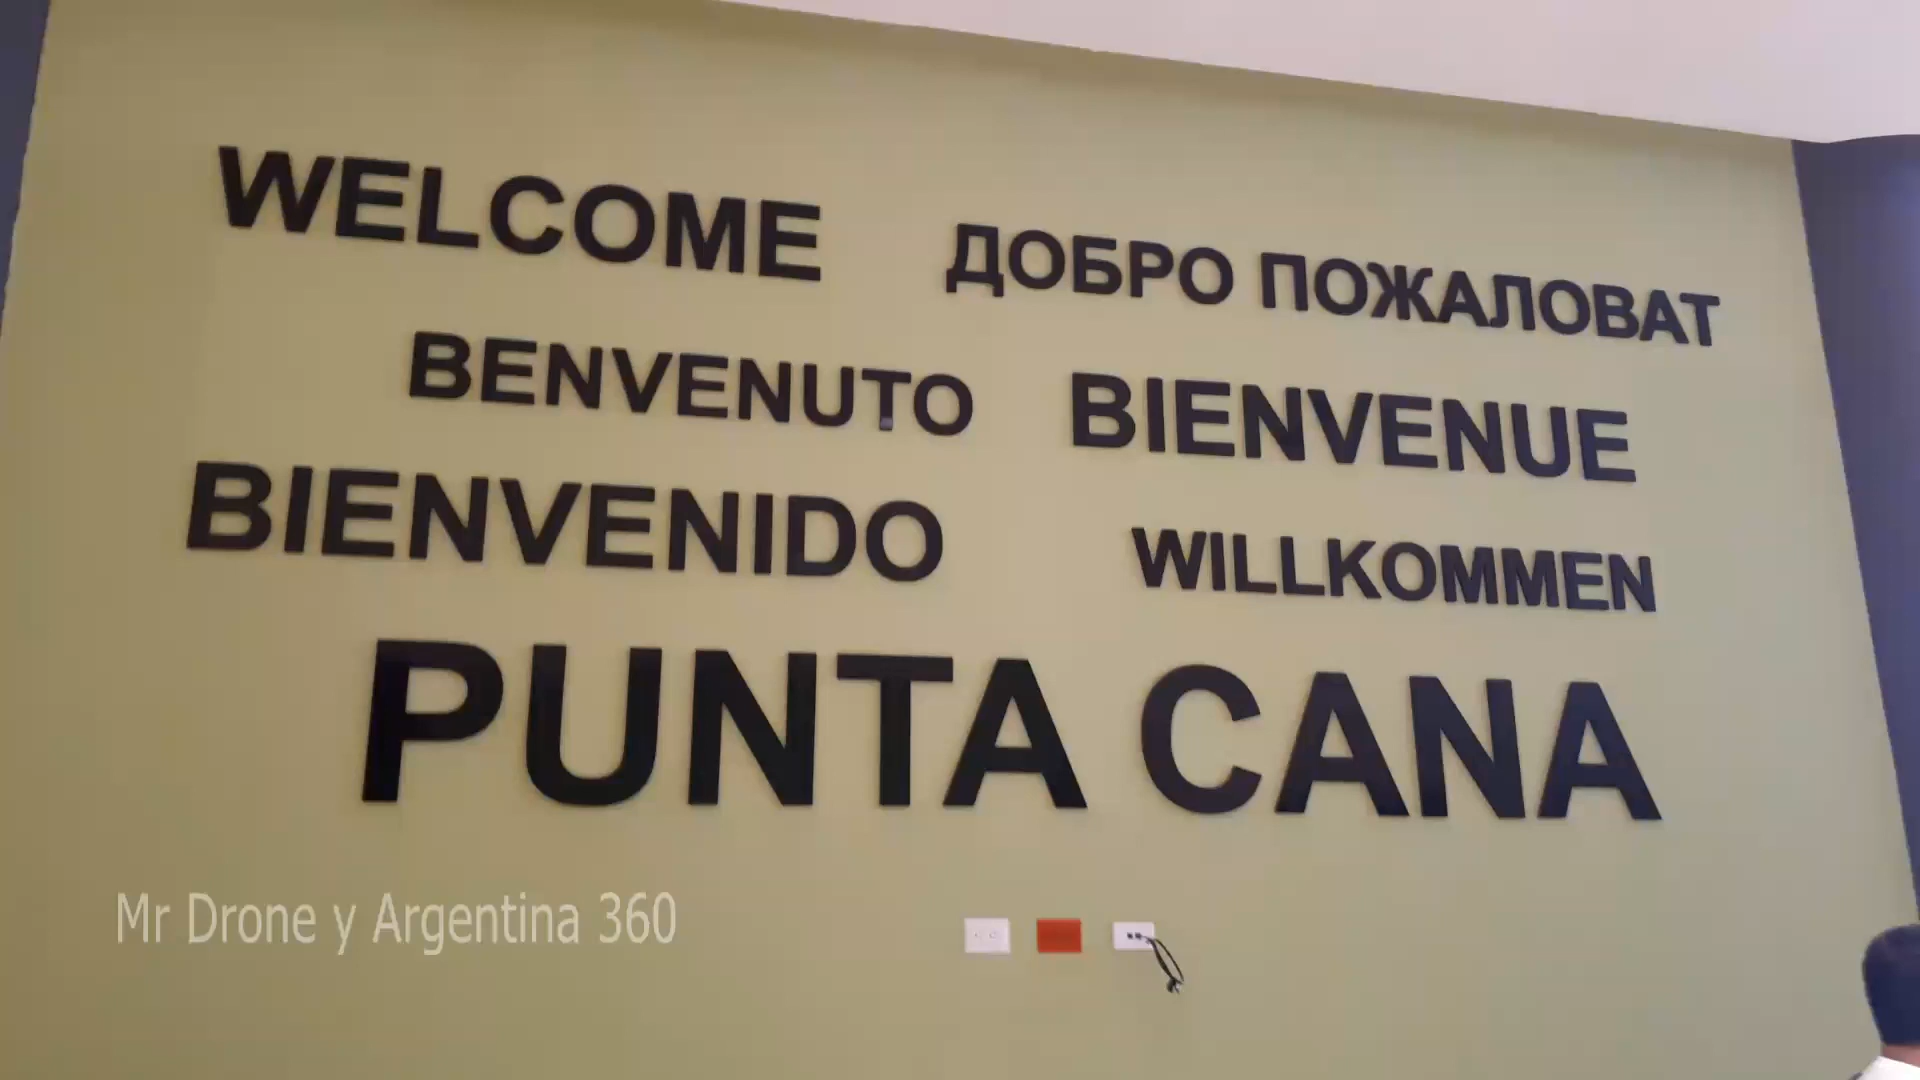 WELCOME ДОБРО ПОЖАЛОВАТ
BENVENUTO BIENVENUE
BIENVENIDO WILLKOMMEN
PUNTA CANA
Mr Drone y Argentina 360